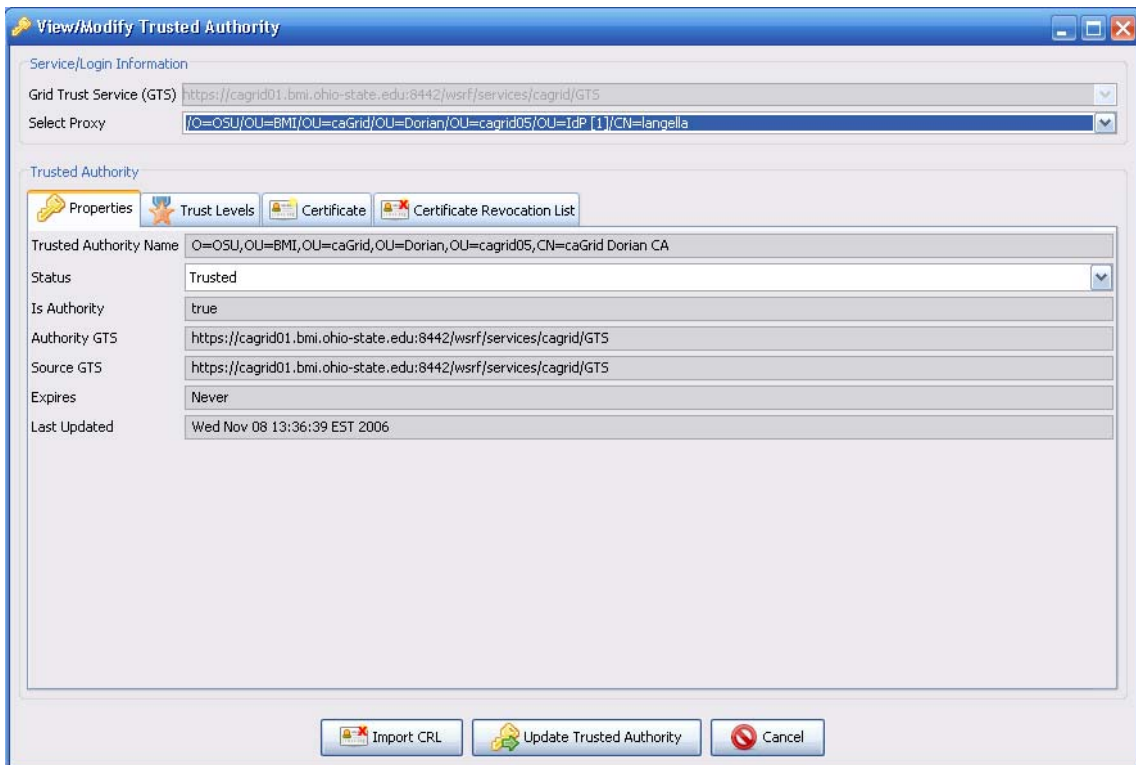 View/Modify Trusted Authority
Service/Login Information
Grid Trust Service (GTS) https://cagrid01.bmi.ohio-state.edu:8442/wsrf/services/cagrid/GTS
Select Proxy /O=OSU/OU=BMI/OU=caGrid/OU=Dorian/OU=cagrid05/OU=IdP [1]/CN=langella
Trusted Authority
Properties Trust Levels Certificate Certificate Revocation List
Trusted Authority Name O=OSU,OU=BMI,OU=caGrid,OU=Dorian,OU=cagrid05,CN=caGrid Dorian CA
Status Trusted
Is Authority true
Authority GTS https://cagrid01.bmi.ohio-state.edu:8442/wsrf/services/cagrid/GTS
Source GTS https://cagrid01.bmi.ohio-state.edu:8442/wsrf/services/cagrid/GTS
Expires Never
Last Updated Wed Nov 08 13:36:39 EST 2006
Import CRL Update Trusted Authority Cancel